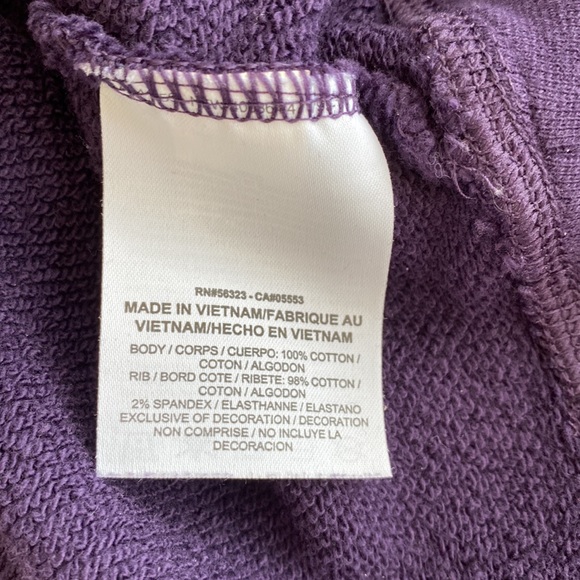 RN#56323 - CA#05553
MADE IN VIETNAM/FABRIQUE AU
VIETNAM/HECHO EN VIETNAM
BODY / CORPS / CUERPO: 100% COTTON /
COTON / ALGODON
RIB / BORD COTE / RIBETE: 98% COTTON /
COTON / ALGODON
2% SPANDEX / ELASTHANNE / ELASTANO
EXCLUSIVE OF DECORATION / DECORATION
NON COMPRISE / NO INCLUYE LA
DECORACION